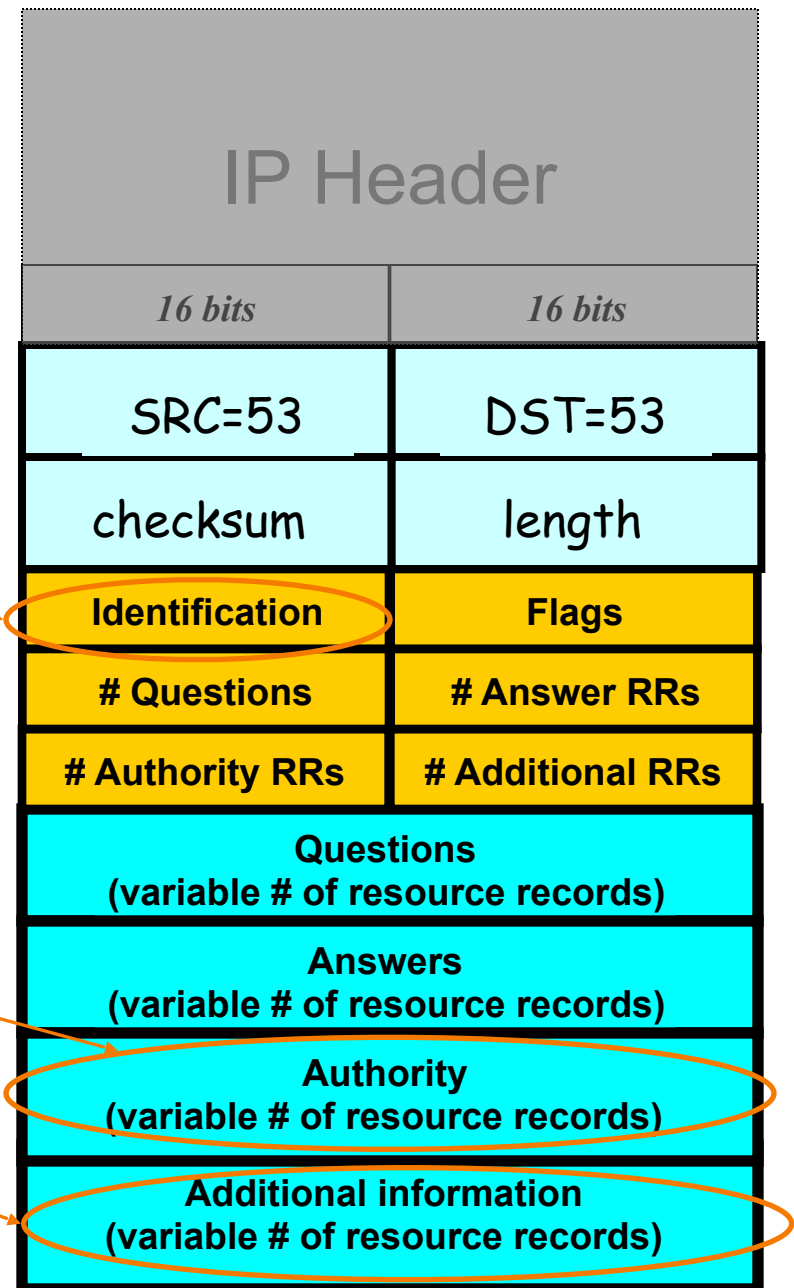 IP Header
16 bits 16 bits
SRC=53 DST=53
checksum length
Identification Flags
# Questions # Answer RRs
# Authority RRs # Additional RRs
Questions
(variable # of resource records)
Answers
(variable # of resource records)
Authority
(variable # of resource records)
Additional information
(variable # of resource records)